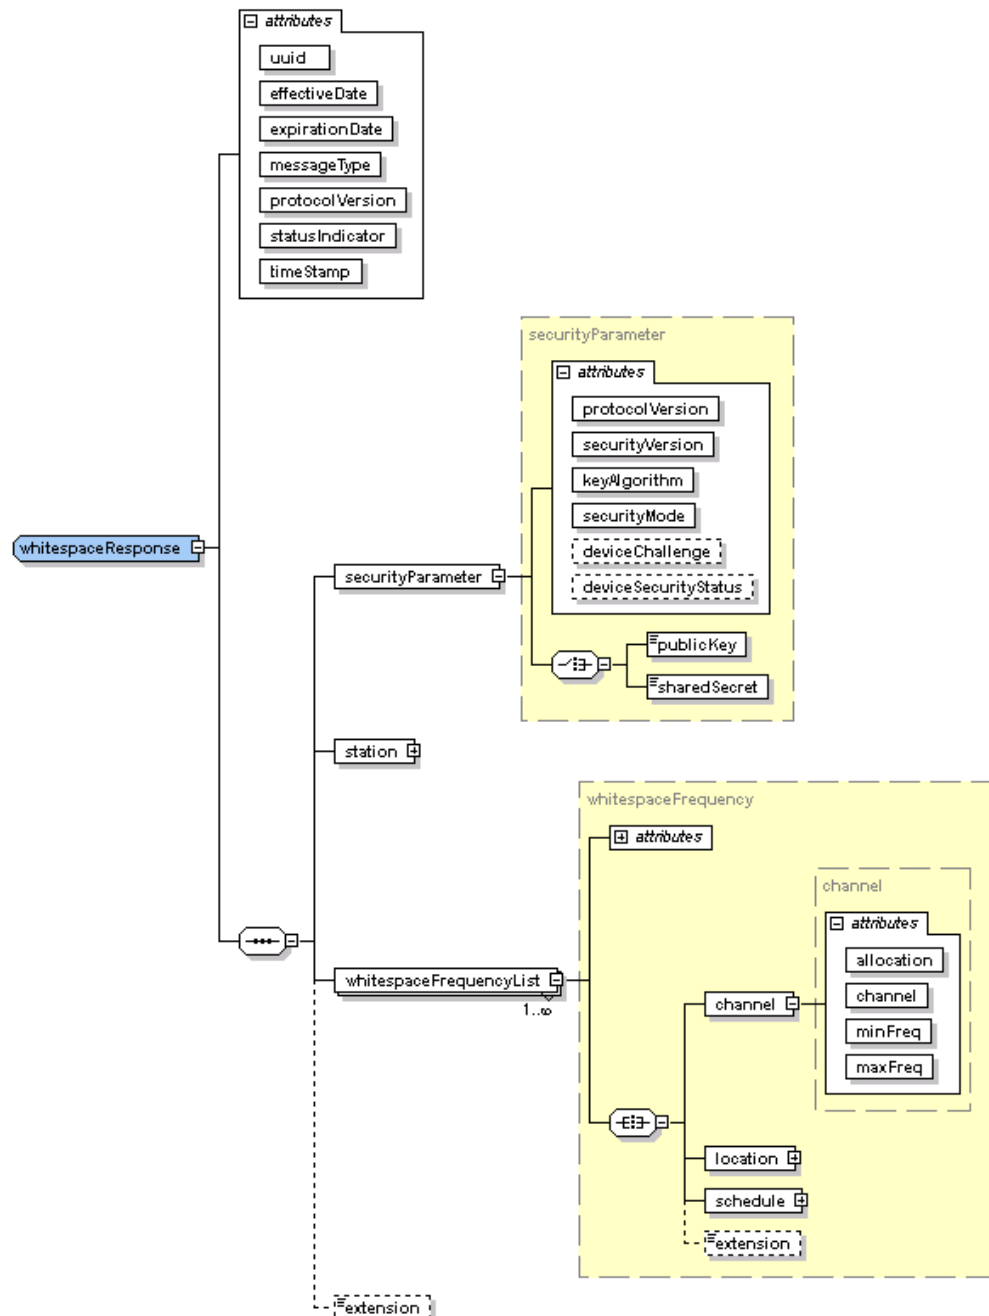 attributes
uuid
effectiveDate
expirationDate
messageType
protocolVersion
statusIndicator
timeStamp
securityParameter
attributes
protocolVersion
securityVersion
keyAlgorithm
securityMode
deviceChallenge
deviceSecurityStatus
whitespaceResponse
securityParameter
publicKey
sharedSecret
station
whitespaceFrequency
attributes
channel
attributes
allocation
whitespaceFrequencyList
1..∞
channel
channel
minFreq
maxFreq
location
schedule
extension
extension